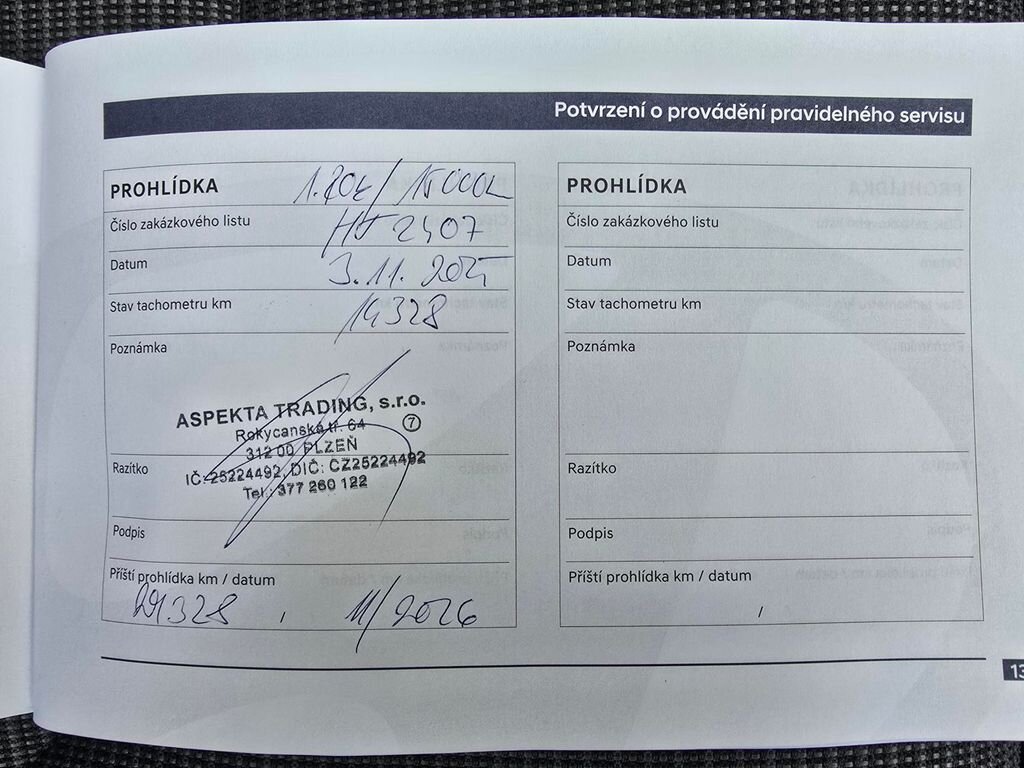 Potvrzení o provádění pravidelného servisu
PROHLÍDKA 1. rok / 15 000
Číslo zakázkového listu 2407
Datum 3.11. 2025
Stav tachometru km 14328
Poznámka
ASPEKTA TRADING, s.r.o.
Rokycanská tř. 64 7
312 00 PLZEŇ
IČ: 25224492, DIČ: CZ25224492
Razítko
Tel.: 377 260 122
Podpis
Příští prohlídka km / datum
29328 / 11/2026
PROHLÍDKA
Číslo zakázkového listu
Datum
Stav tachometru km
Poznámka
Razítko
Podpis
Příští prohlídka km / datum
/